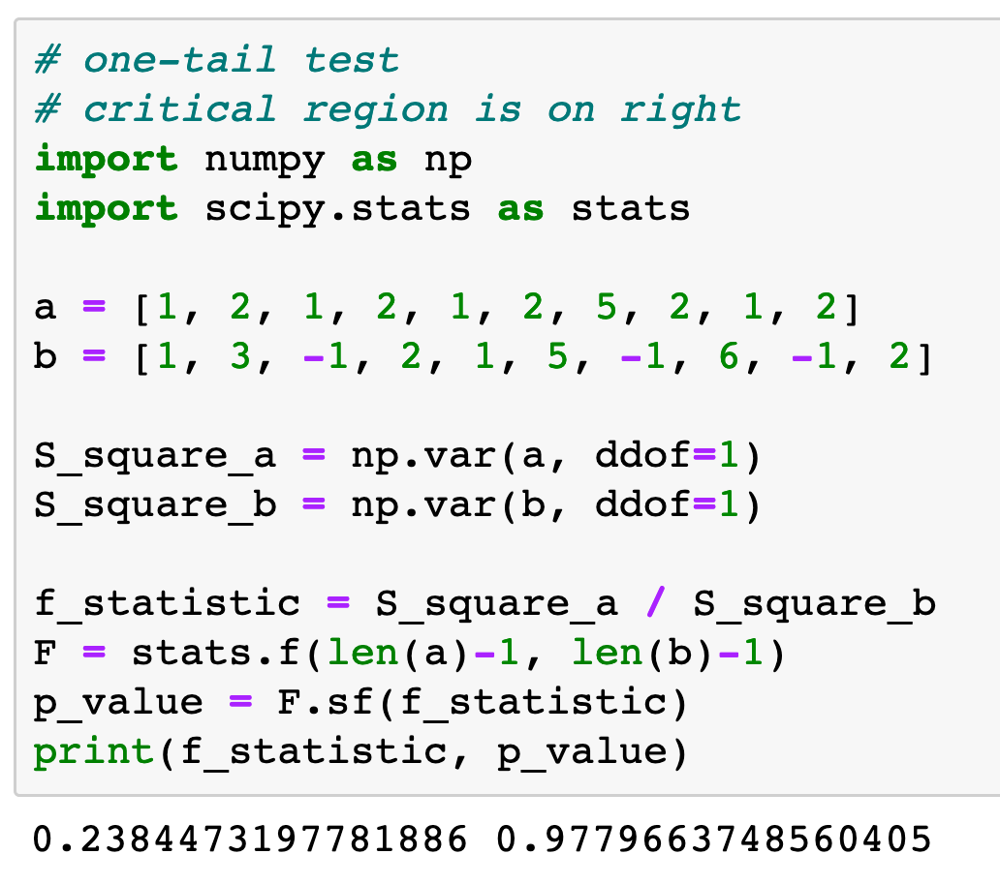 # one-tail test
# critical region is on right
import numpy as np
import scipy.stats as stats

a = [1, 2, 1, 2, 1, 2, 5, 2, 1, 2]
b = [1, 3, -1, 2, 1, 5, -1, 6, -1, 2]

S_square_a = np.var(a, ddof=1)
S_square_b = np.var(b, ddof=1)

f_statistic = S_square_a / S_square_b
F = stats.f(len(a)-1, len(b)-1)
p_value = F.sf(f_statistic)
print(f_statistic, p_value)

0.2384473197781886 0.9779663748560405